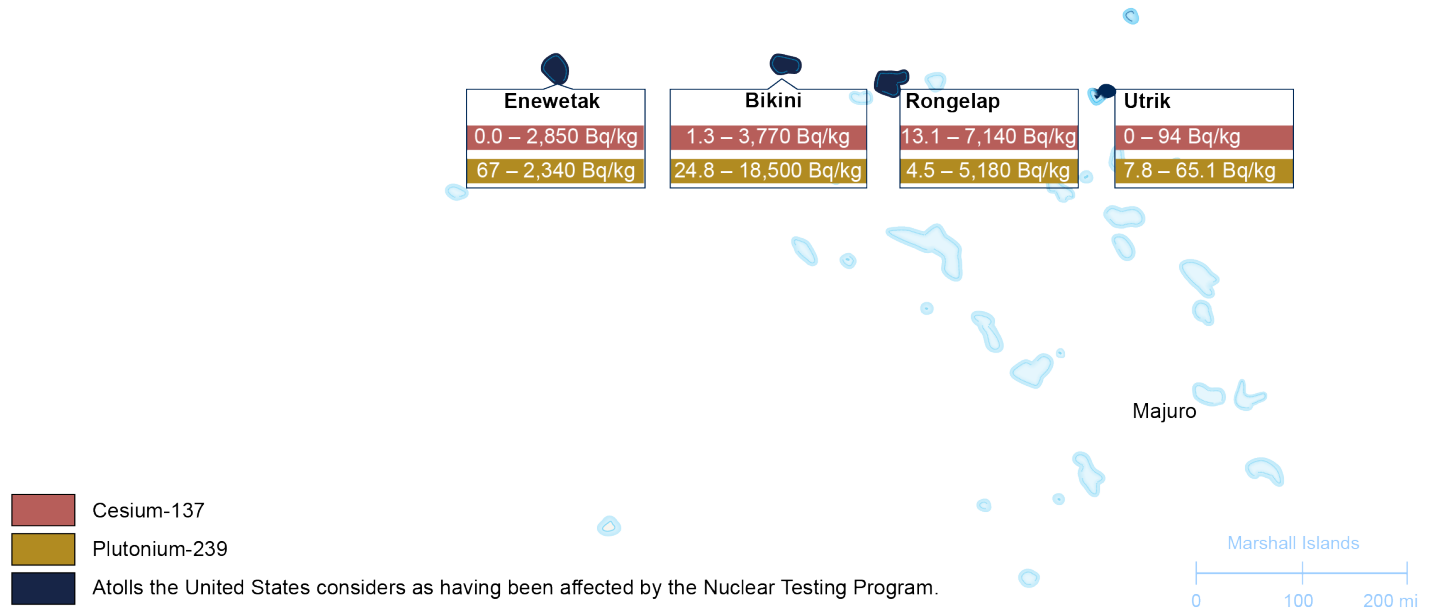 Enewetak
0.0 – 2,850 Bq/kg
67 – 2,340 Bq/kg
Bikini
1.3 – 3,770 Bq/kg
24.8 – 18,500 Bq/kg
Rongelap
13.1 – 7,140 Bq/kg
4.5 – 5,180 Bq/kg
Utrik
0 – 94 Bq/kg
7.8 – 65.1 Bq/kg
Majuro
Cesium-137
Plutonium-239
Atolls the United States considers as having been affected by the Nuclear Testing Program.
Marshall Islands
0 100 200 mi